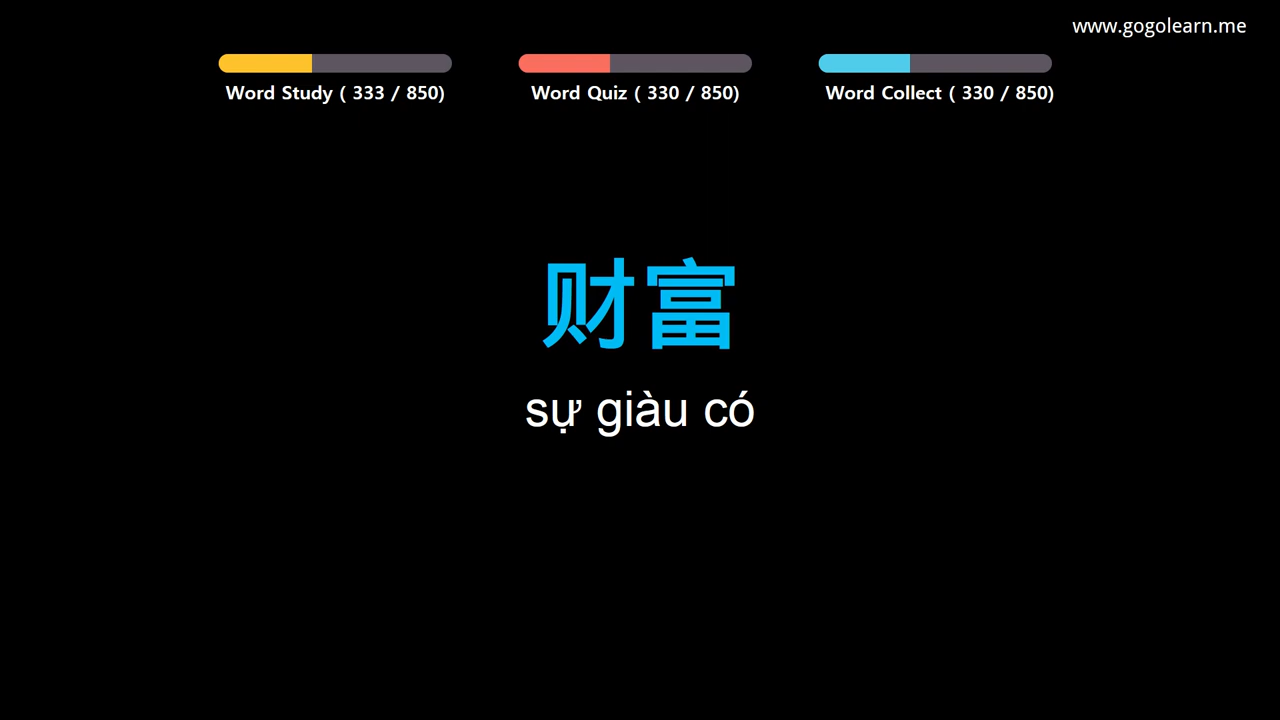 www.gogolearn.me
Word Study ( 333 / 850)
Word Quiz ( 330 / 850)
Word Collect ( 330 / 850)
财富
sự giàu có